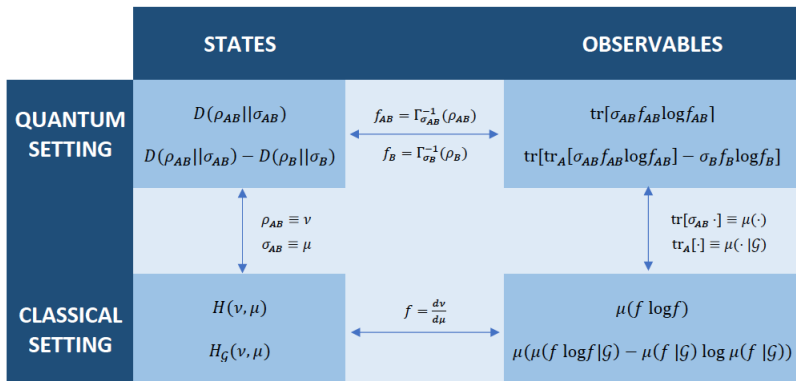 STATES OBSERVABLES
QUANTUM SETTING
D(ρ_AB||σ_AB)
D(ρ_AB||σ_AB) − D(ρ_B||σ_B)
f_AB = Γ_{σ_AB}^{-1}(ρ_AB)
f_B = Γ_{σ_B}^{-1}(ρ_B)
tr[σ_AB f_AB log f_AB]
tr[tr_A[σ_AB f_AB log f_AB] − σ_B f_B log f_B]
ρ_AB ≡ ν
σ_AB ≡ μ
tr[σ_AB ·] ≡ μ(·)
tr_A[·] ≡ μ(· |𝒢)
CLASSICAL SETTING
H(ν, μ)
H_𝒢(ν, μ)
f = dν/dμ
μ(f log f)
μ(μ(f log f|𝒢) − μ(f |𝒢) log μ(f |𝒢))